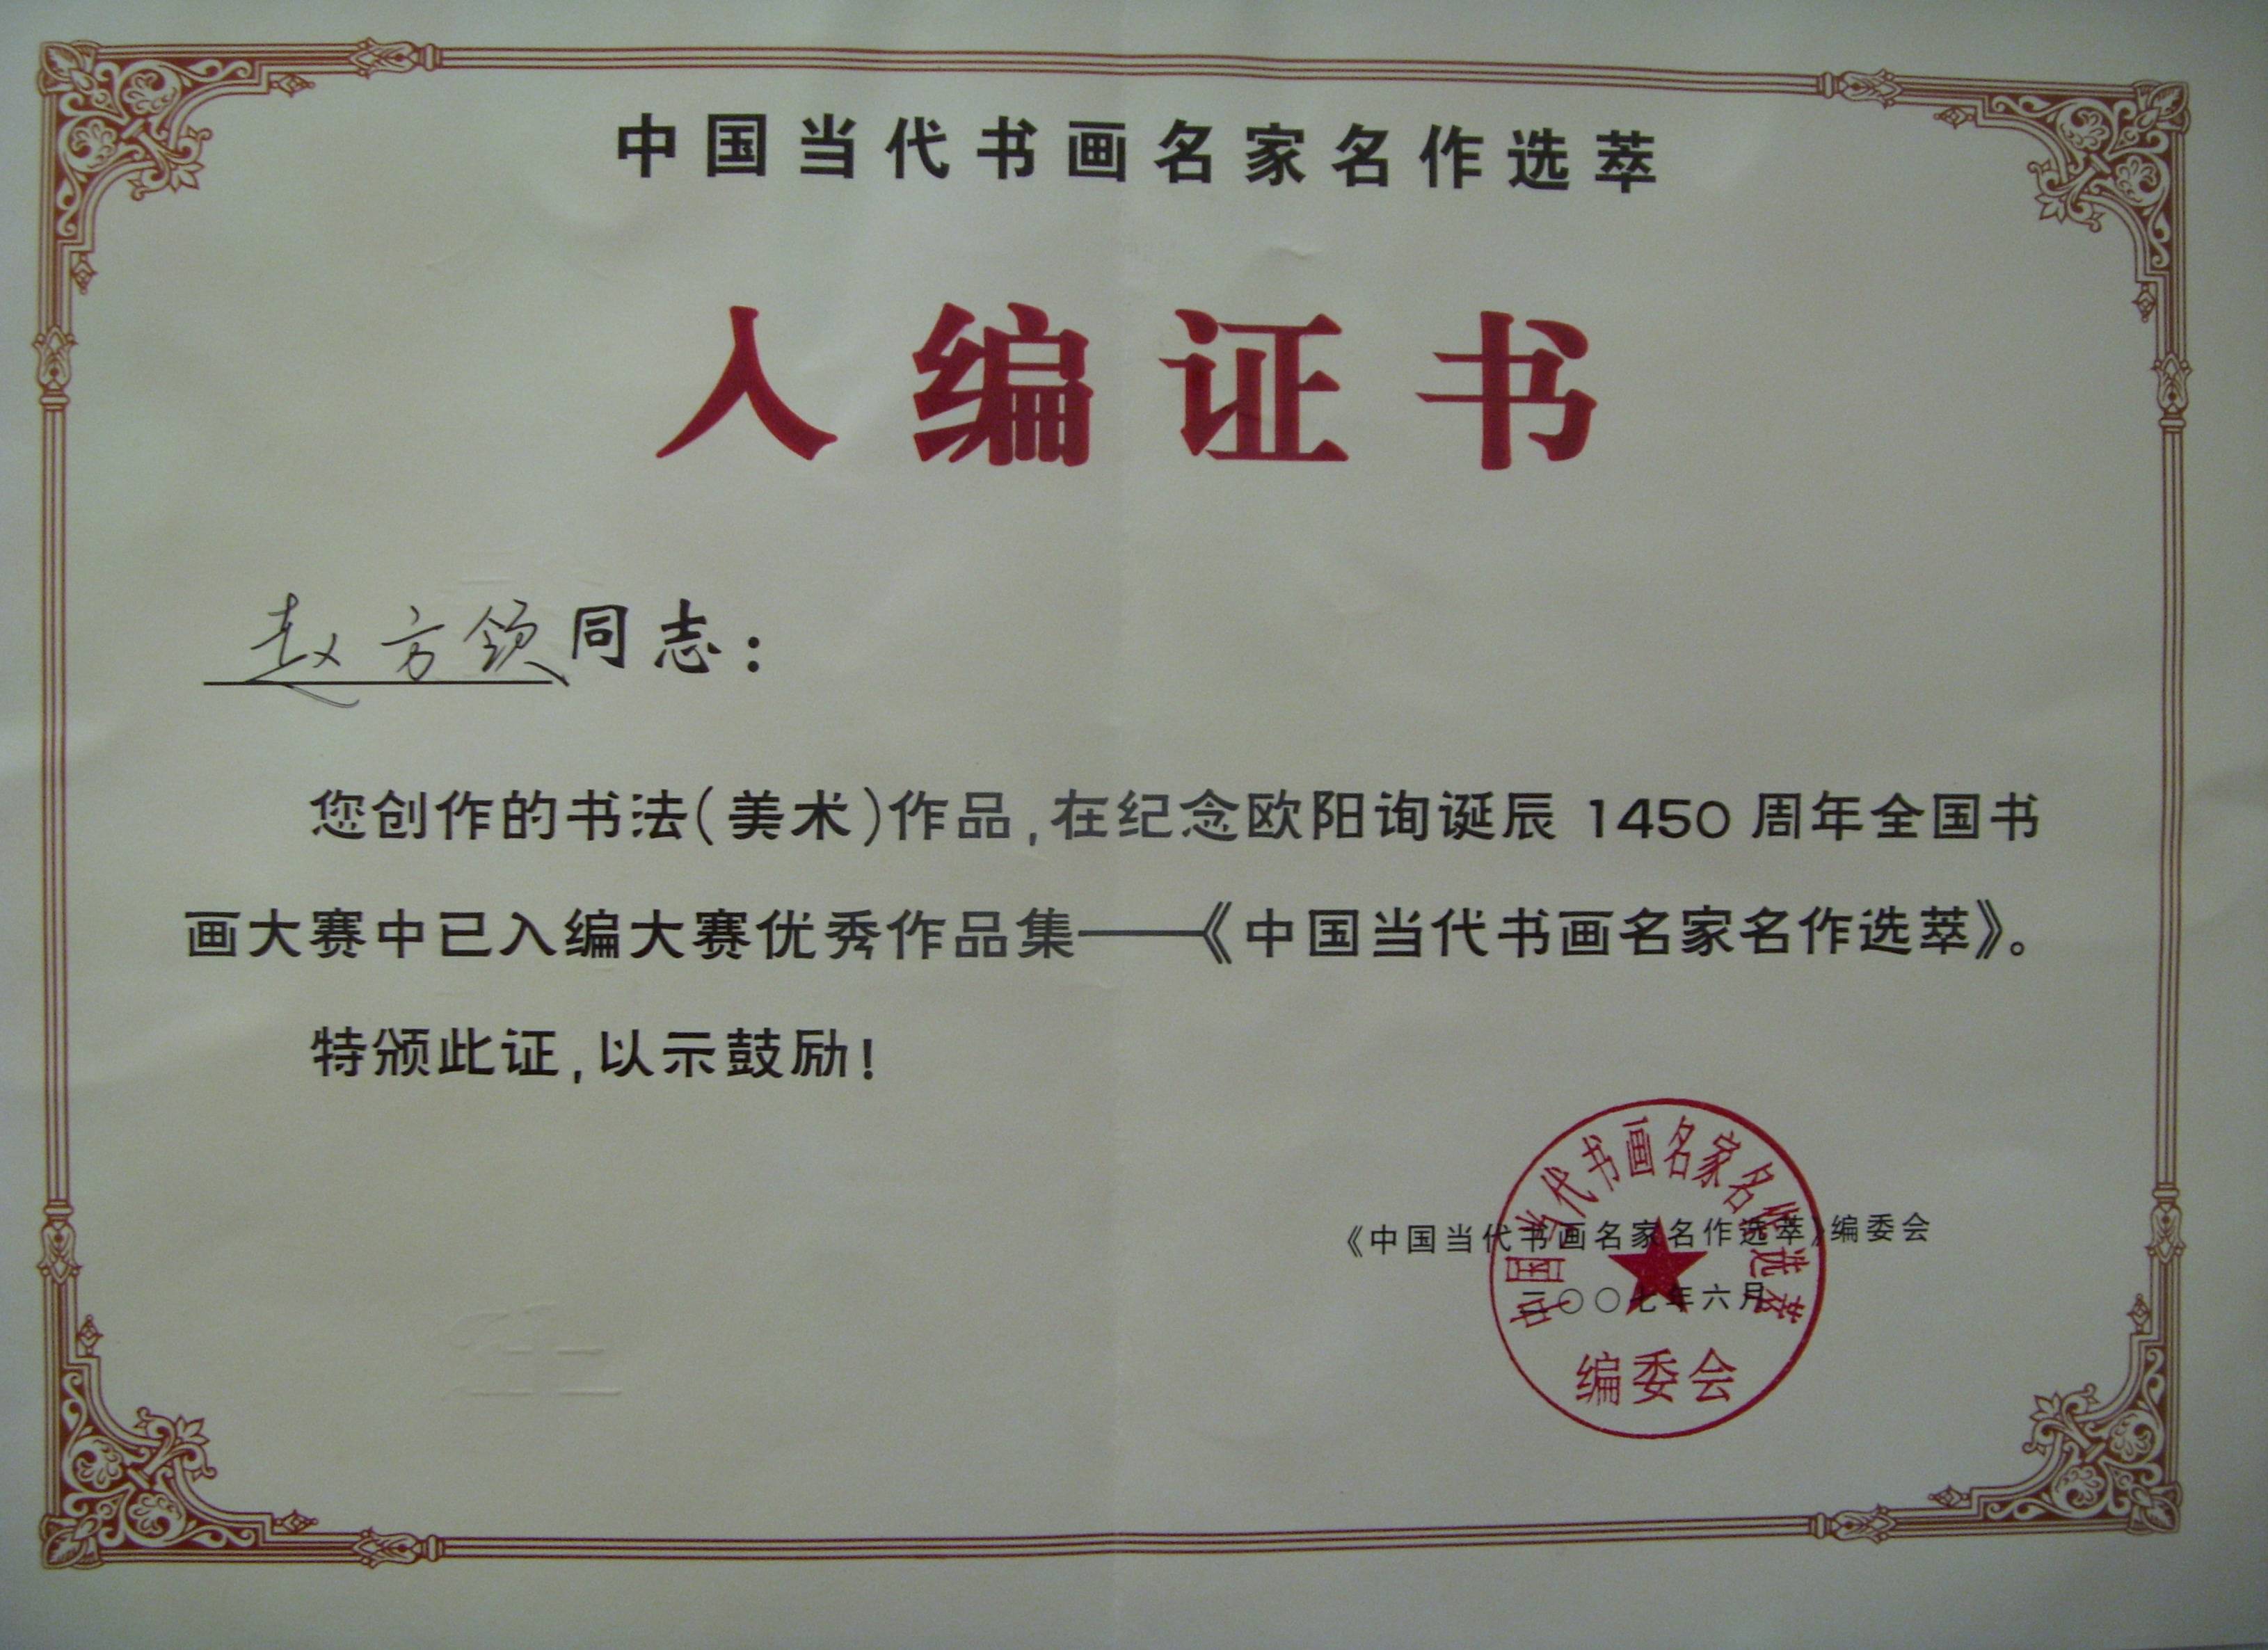 中国当代书画名家名作选萃
入编证书
赵方领同志：
您创作的书法(美术)作品,在纪念欧阳询诞辰 1450 周年全国书
画大赛中已入编大赛优秀作品集——《中国当代书画名家名作选萃》。
特颁此证,以示鼓励!
《中国当代书画名家名作选萃》编委会
二〇〇七年六月
中国当代书画名家名作选萃
编委会